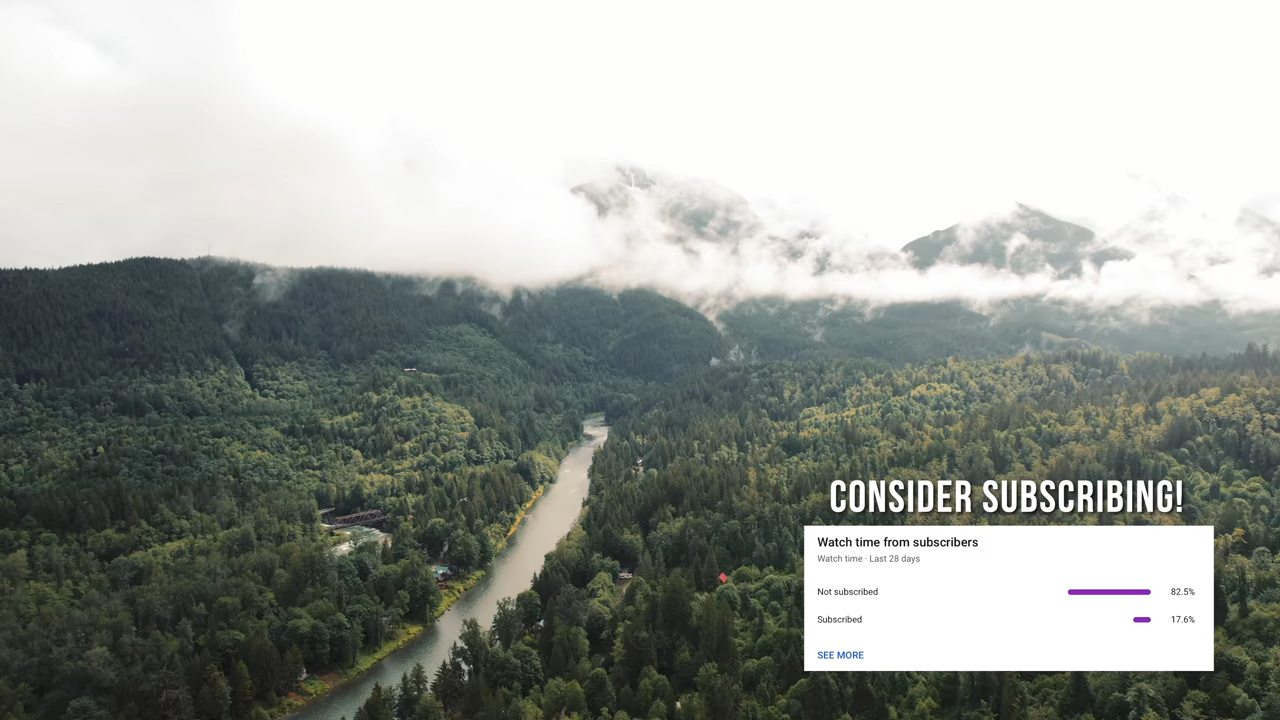 CONSIDER SUBSCRIBING!
Watch time from subscribers
Watch time · Last 28 days
Not subscribed 82.5%
Subscribed 17.6%
SEE MORE